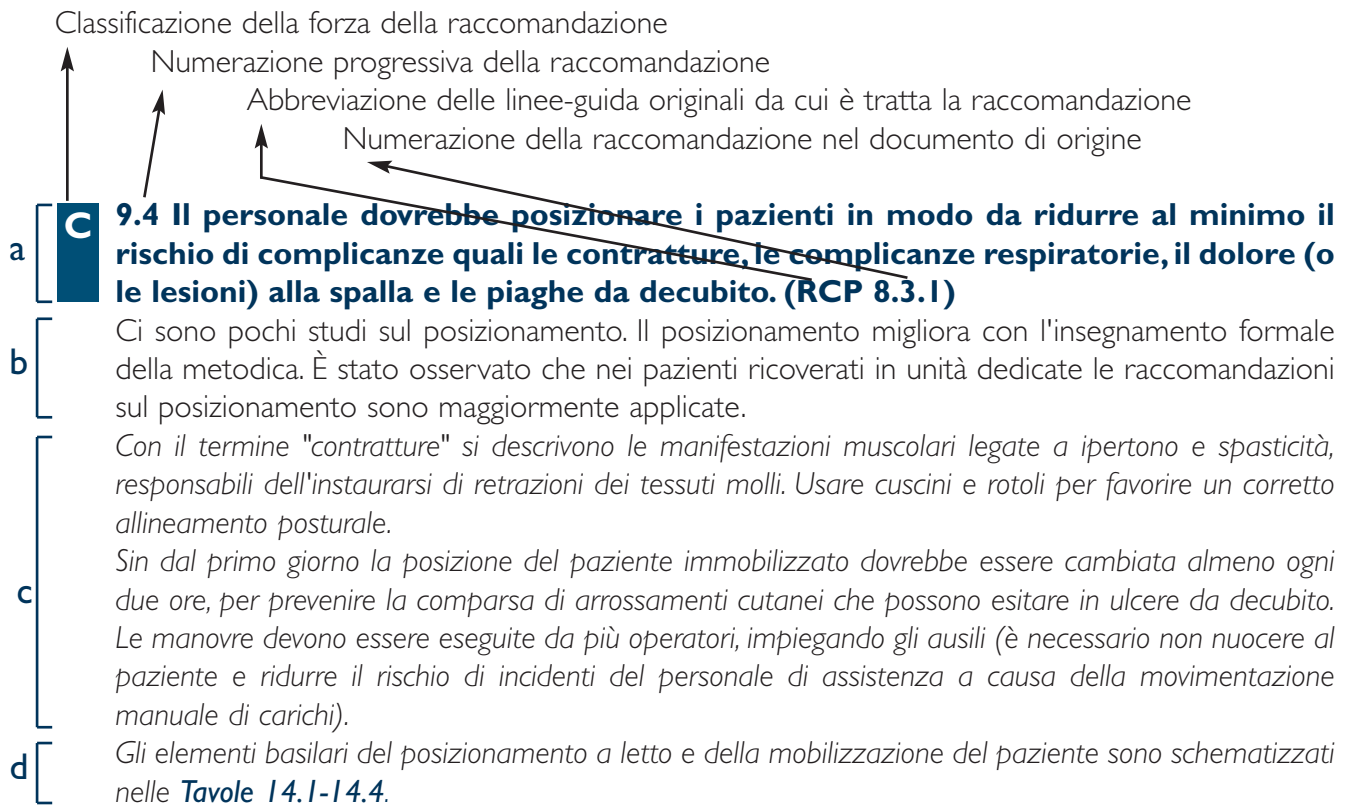 Classificazione della forza della raccomandazione
Numerazione progressiva della raccomandazione
Abbreviazione delle linee-guida originali da cui è tratta la raccomandazione
Numerazione della raccomandazione nel documento di origine
a
C
9.4 Il personale dovrebbe posizionare i pazienti in modo da ridurre al minimo il
rischio di complicanze quali le contratture, le complicanze respiratorie, il dolore (o
le lesioni) alla spalla e le piaghe da decubito. (RCP 8.3.1)
b
Ci sono pochi studi sul posizionamento. Il posizionamento migliora con l'insegnamento formale
della metodica. È stato osservato che nei pazienti ricoverati in unità dedicate le raccomandazioni
sul posizionamento sono maggiormente applicate.
c
Con il termine "contratture" si descrivono le manifestazioni muscolari legate a ipertono e spasticità,
responsabili dell'instaurarsi di retrazioni dei tessuti molli. Usare cuscini e rotoli per favorire un corretto
allineamento posturale.
Sin dal primo giorno la posizione del paziente immobilizzato dovrebbe essere cambiata almeno ogni
due ore, per prevenire la comparsa di arrossamenti cutanei che possono esitare in ulcere da decubito.
Le manovre devono essere eseguite da più operatori, impiegando gli ausili (è necessario non nuocere al
paziente e ridurre il rischio di incidenti del personale di assistenza a causa della movimentazione
manuale di carichi).
d
Gli elementi basilari del posizionamento a letto e della mobilizzazione del paziente sono schematizzati
nelle Tavole 14.1-14.4.